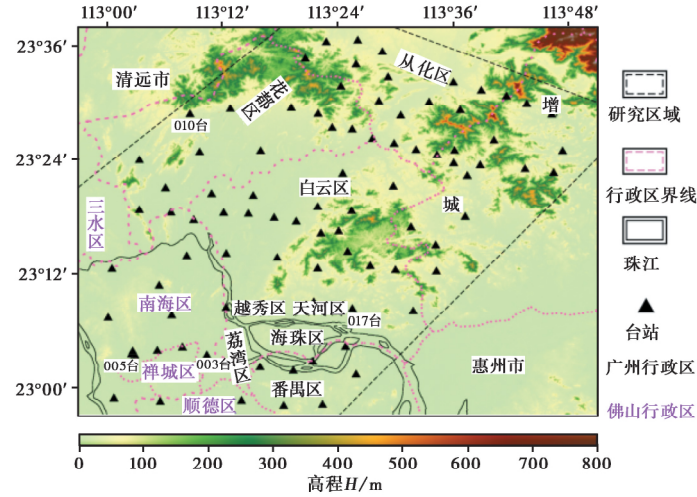 113°00′ 113°12′ 113°24′ 113°36′ 113°48′
23°36′
23°24′
23°12′
23°00′
清远市
花都区
从化区
增
城
010台
白云区
三水区
南海区
越秀区
天河区
017台
荔湾区
海珠区
惠州市
005台
003台
禅城区
番禺区
顺德区
研究区域
行政区界线
珠江
台站
广州行政区
佛山行政区
0 100 200 300 400 500 600 700 800
高程H/m